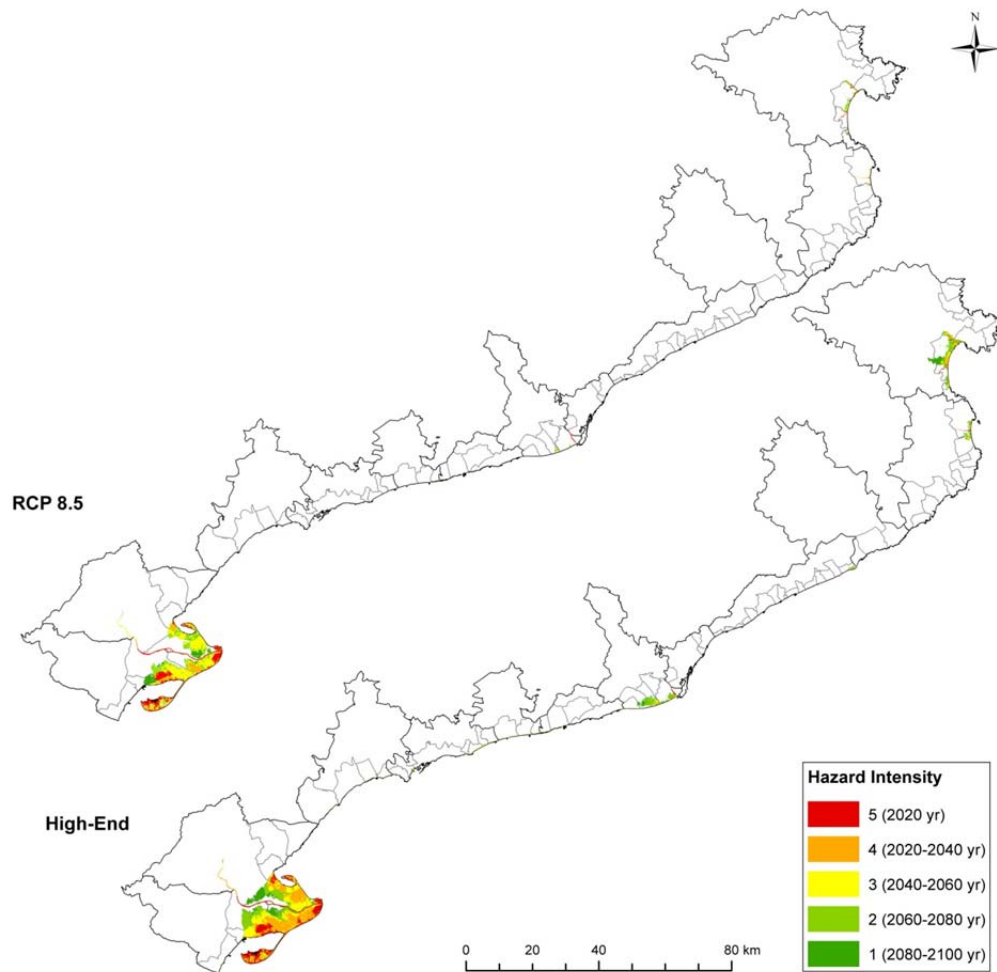 N
RCP 8.5
High-End
Hazard Intensity
5 (2020 yr)
4 (2020-2040 yr)
3 (2040-2060 yr)
2 (2060-2080 yr)
1 (2080-2100 yr)
0 20 40 80 km